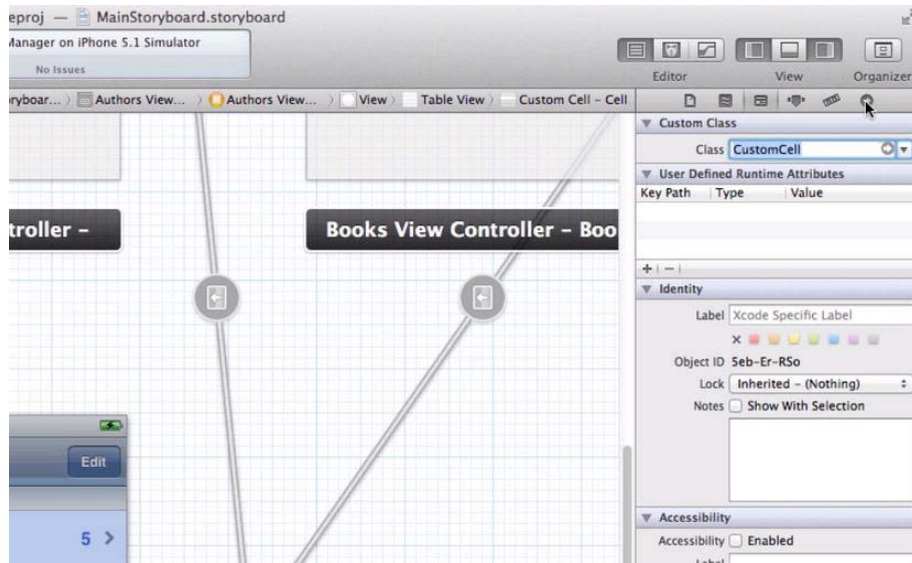 eproj — MainStoryboard.storyboard
Manager on iPhone 5.1 Simulator
No Issues
Editor View Organizer
ryboar... Authors View... Authors View... View Table View Custom Cell – Cell
Custom Class
Class CustomCell
User Defined Runtime Attributes
Key Path Type Value
Identity
Label Xcode Specific Label
Object ID 5eb-Er-RSo
Lock Inherited – (Nothing)
Notes Show With Selection
Accessibility
Accessibility Enabled
Label
troller –
Books View Controller – Boo
Edit
5